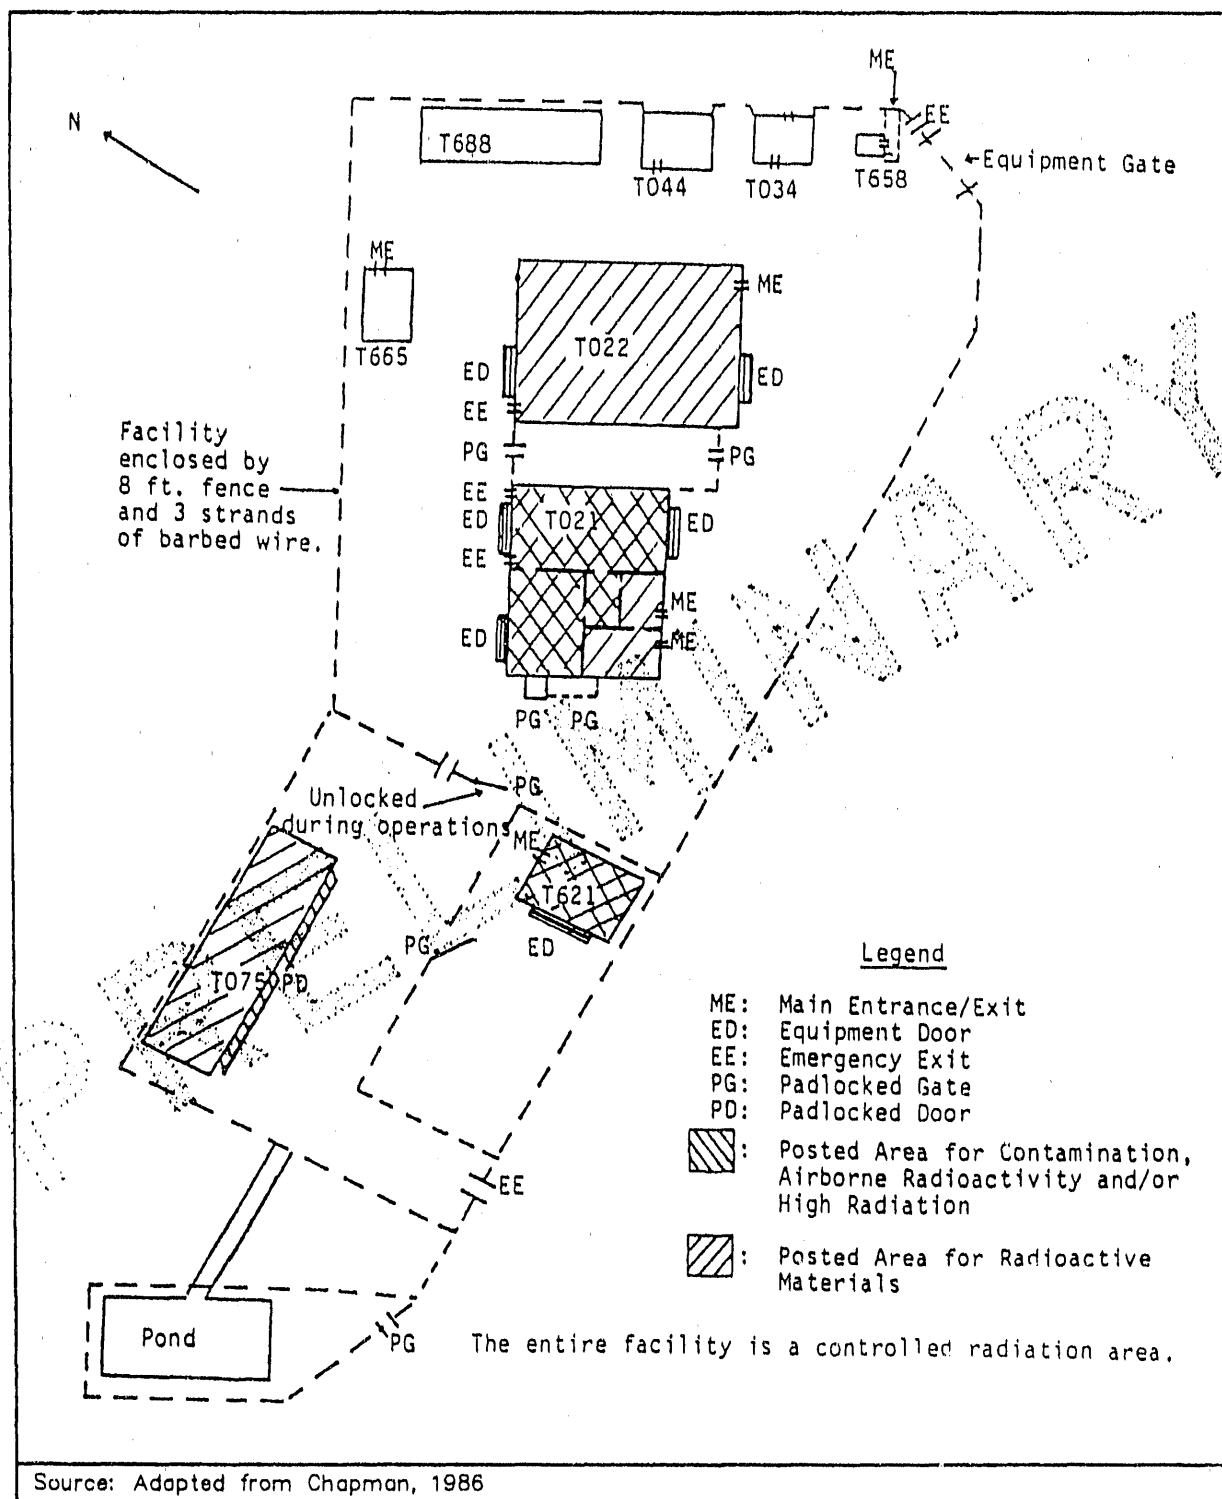 ME
N
EE
T688
Equipment Gate
T044
T034
T658
ME
ME
T022
T665
ED
ED
EE
Facility
enclosed by
8 ft. fence
and 3 strands
of barbed wire.
PG
PG
EE
T021
ED
ED
EE
ME
ED
ME
PG
PG
PG
Unlocked
during operations
ME
T621
PG
ED
T075
PD
PRELIMINARY
Legend
ME: Main Entrance/Exit
ED: Equipment Door
EE: Emergency Exit
PG: Padlocked Gate
PD: Padlocked Door
: Posted Area for Contamination,
Airborne Radioactivity and/or
High Radiation
EE
: Posted Area for Radioactive
Materials
Pond
PG
The entire facility is a controlled radiation area.
Source: Adapted from Chapman, 1986